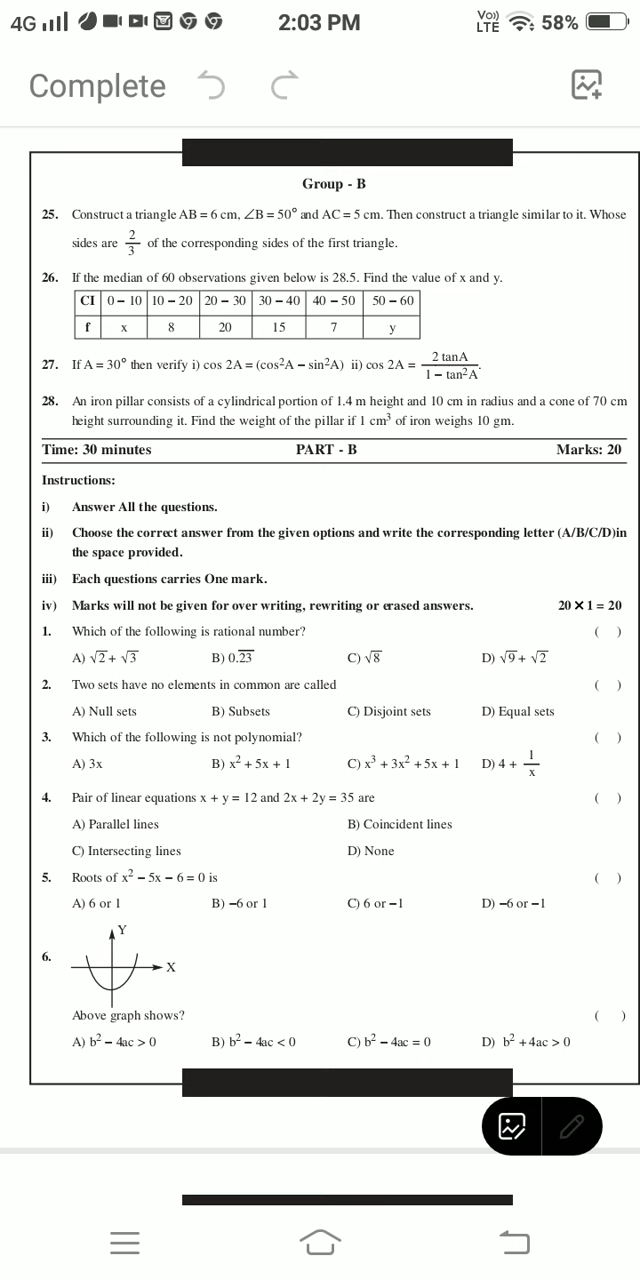 4G 2:03 PM Vo)) LTE 58%
Complete
Group - B
25. Construct a triangle AB = 6 cm, ∠B = 50° and AC = 5 cm. Then construct a triangle similar to it. Whose
sides are 2/3 of the corresponding sides of the first triangle.
26. If the median of 60 observations given below is 28.5. Find the value of x and y.
CI 0 – 10 10 – 20 20 – 30 30 – 40 40 – 50 50 – 60
f x 8 20 15 7 y
27. If A = 30° then verify i) cos 2A = (cos²A – sin²A) ii) cos 2A = 2 tanA / 1 – tan²A.
28. An iron pillar consists of a cylindrical portion of 1.4 m height and 10 cm in radius and a cone of 70 cm
height surrounding it. Find the weight of the pillar if 1 cm³ of iron weighs 10 gm.
Time: 30 minutes PART - B Marks: 20
Instructions:
i) Answer All the questions.
ii) Choose the correct answer from the given options and write the corresponding letter (A/B/C/D)in
the space provided.
iii) Each questions carries One mark.
iv) Marks will not be given for over writing, rewriting or erased answers. 20 × 1 = 20
1. Which of the following is rational number? ( )
A) √2 + √3 B) 0.2̅3̅ C) √8 D) √9 + √2
2. Two sets have no elements in common are called ( )
A) Null sets B) Subsets C) Disjoint sets D) Equal sets
3. Which of the following is not polynomial? ( )
A) 3x B) x² + 5x + 1 C) x³ + 3x² + 5x + 1 D) 4 + 1/x
4. Pair of linear equations x + y = 12 and 2x + 2y = 35 are ( )
A) Parallel lines B) Coincident lines
C) Intersecting lines D) None
5. Roots of x² – 5x – 6 = 0 is ( )
A) 6 or 1 B) –6 or 1 C) 6 or –1 D) –6 or –1
Y
6. X
Above graph shows? ( )
A) b² – 4ac > 0 B) b² – 4ac < 0 C) b² – 4ac = 0 D) b² + 4ac > 0